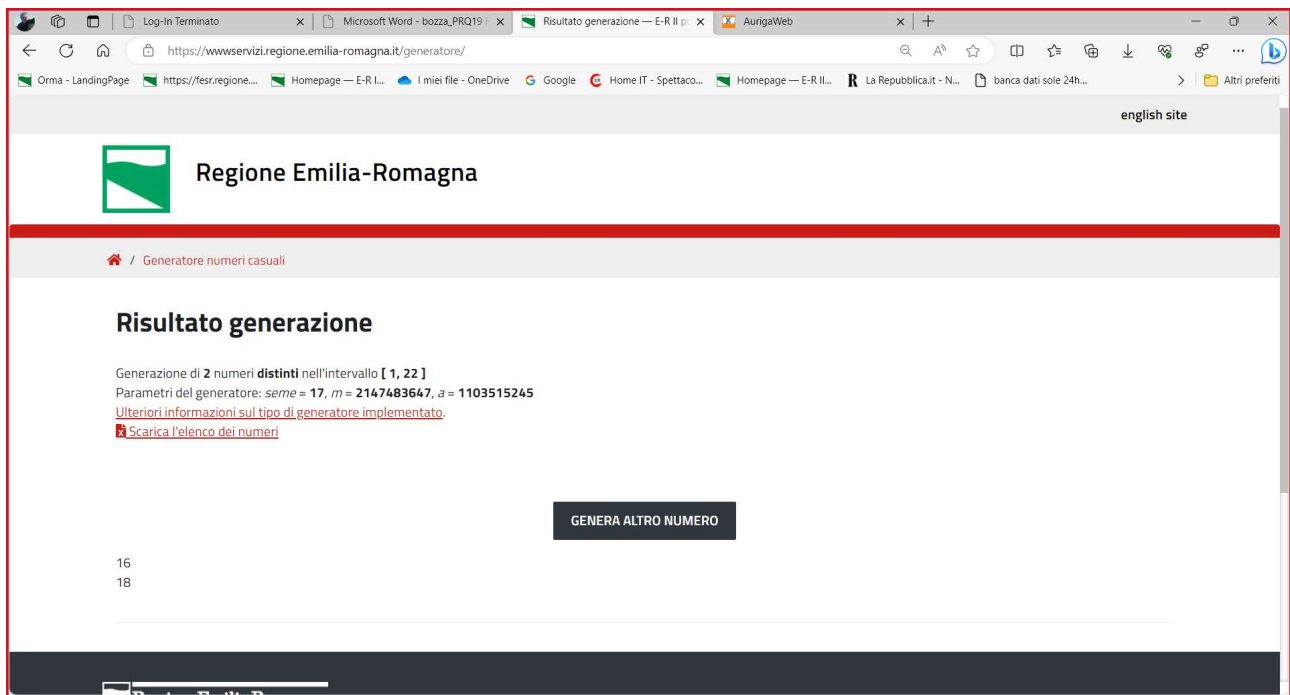 Log-In Terminato
Microsoft Word - bozza_PRQ19
Risultato generazione — E-R Il
AurigaWeb
https://wwwservizi.regione.emilia-romagna.it/generatore/
Orma - LandingPage https://fesr.regione.... Homepage — E-R I... I miei file - OneDrive Google Home IT - Spettaco... Homepage — E-R Il... La Repubblica.it - N... banca dati sole 24h... Altri preferiti
english site
Regione Emilia-Romagna
/ Generatore numeri casuali
Risultato generazione
Generazione di 2 numeri distinti nell'intervallo [ 1, 22 ]
Parametri del generatore: seme = 17, m = 2147483647, a = 1103515245
Ulteriori informazioni sul tipo di generatore implementato.
Scarica l'elenco dei numeri
GENERA ALTRO NUMERO
16
18